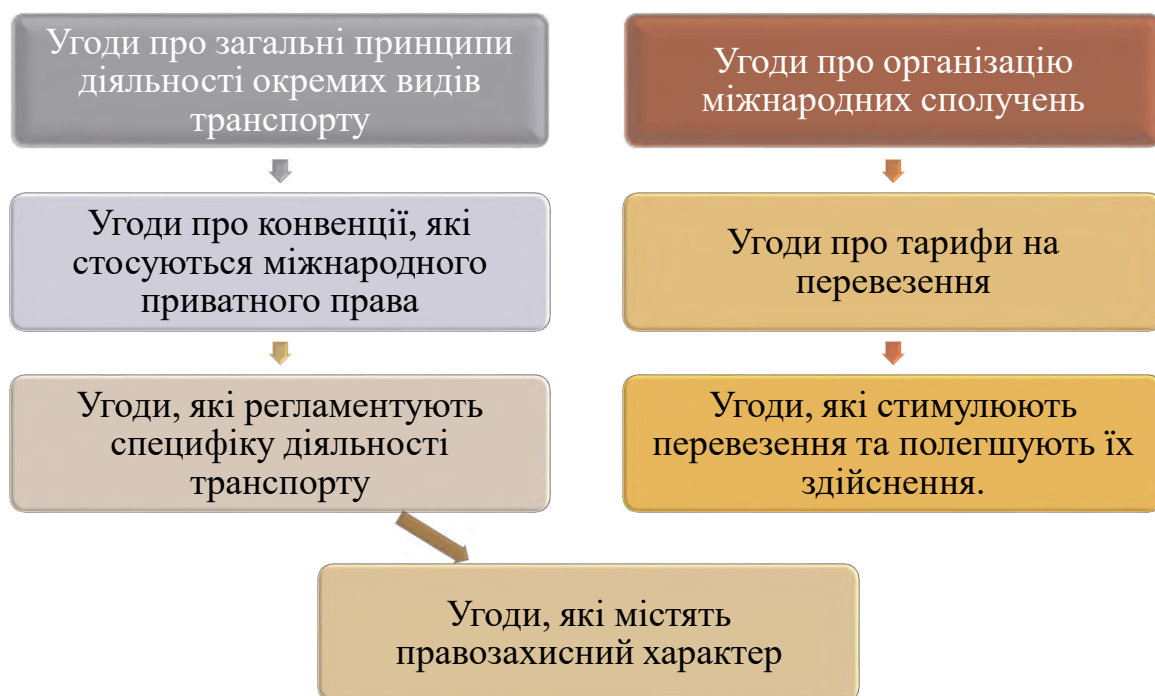 Угоди про загальні принципи
діяльності окремих видів
транспорту
Угоди про конвенції, які
стосуються міжнародного
приватного права
Угоди, які регламентують
специфіку діяльності
транспорту
Угоди, які містять
правозахисний характер
Угоди про організацію
міжнародних сполучень
Угоди про тарифи на
перевезення
Угоди, які стимулюють
перевезення та полегшують їх
здійснення.